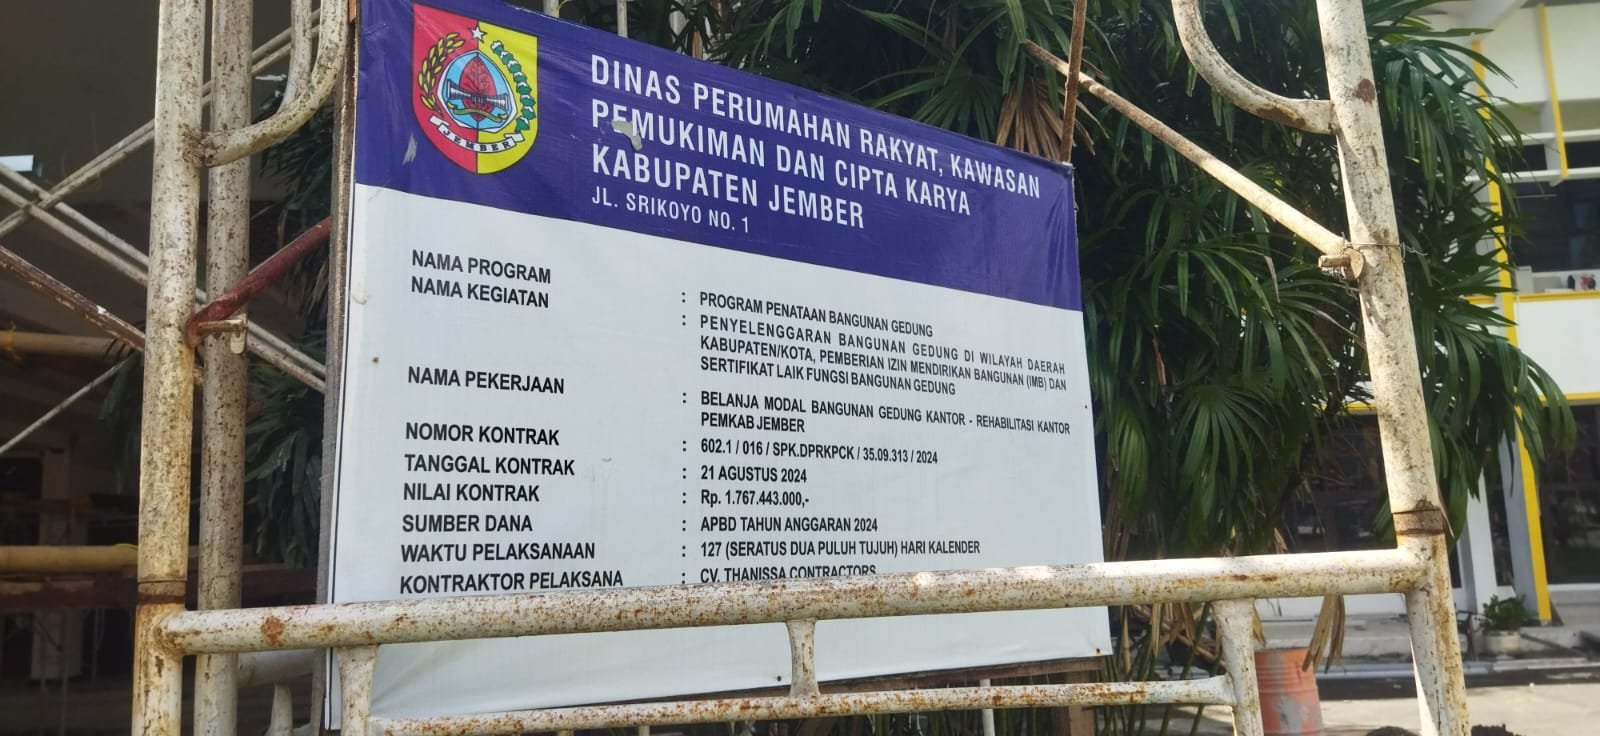 JEMBER
DINAS PERUMAHAN RAKYAT, KAWASAN
PEMUKIMAN DAN CIPTA KARYA
KABUPATEN JEMBER
JL. SRIKOYO NO. 1
NAMA PROGRAM : PROGRAM PENATAAN BANGUNAN GEDUNG
NAMA KEGIATAN : PENYELENGGARAN BANGUNAN GEDUNG DI WILAYAH DAERAH
KABUPATEN/KOTA, PEMBERIAN IZIN MENDIRIKAN BANGUNAN (IMB) DAN
SERTIFIKAT LAIK FUNGSI BANGUNAN GEDUNG
NAMA PEKERJAAN : BELANJA MODAL BANGUNAN GEDUNG KANTOR - REHABILITASI KANTOR
PEMKAB JEMBER
NOMOR KONTRAK : 602.1 / 016 / SPK.DPRKPCK / 35.09.313 / 2024
TANGGAL KONTRAK : 21 AGUSTUS 2024
NILAI KONTRAK : Rp. 1.767.443.000,-
SUMBER DANA : APBD TAHUN ANGGARAN 2024
WAKTU PELAKSANAAN : 127 (SERATUS DUA PULUH TUJUH) HARI KALENDER
KONTRAKTOR PELAKSANA : CV. THANISSA CONTRACTORS